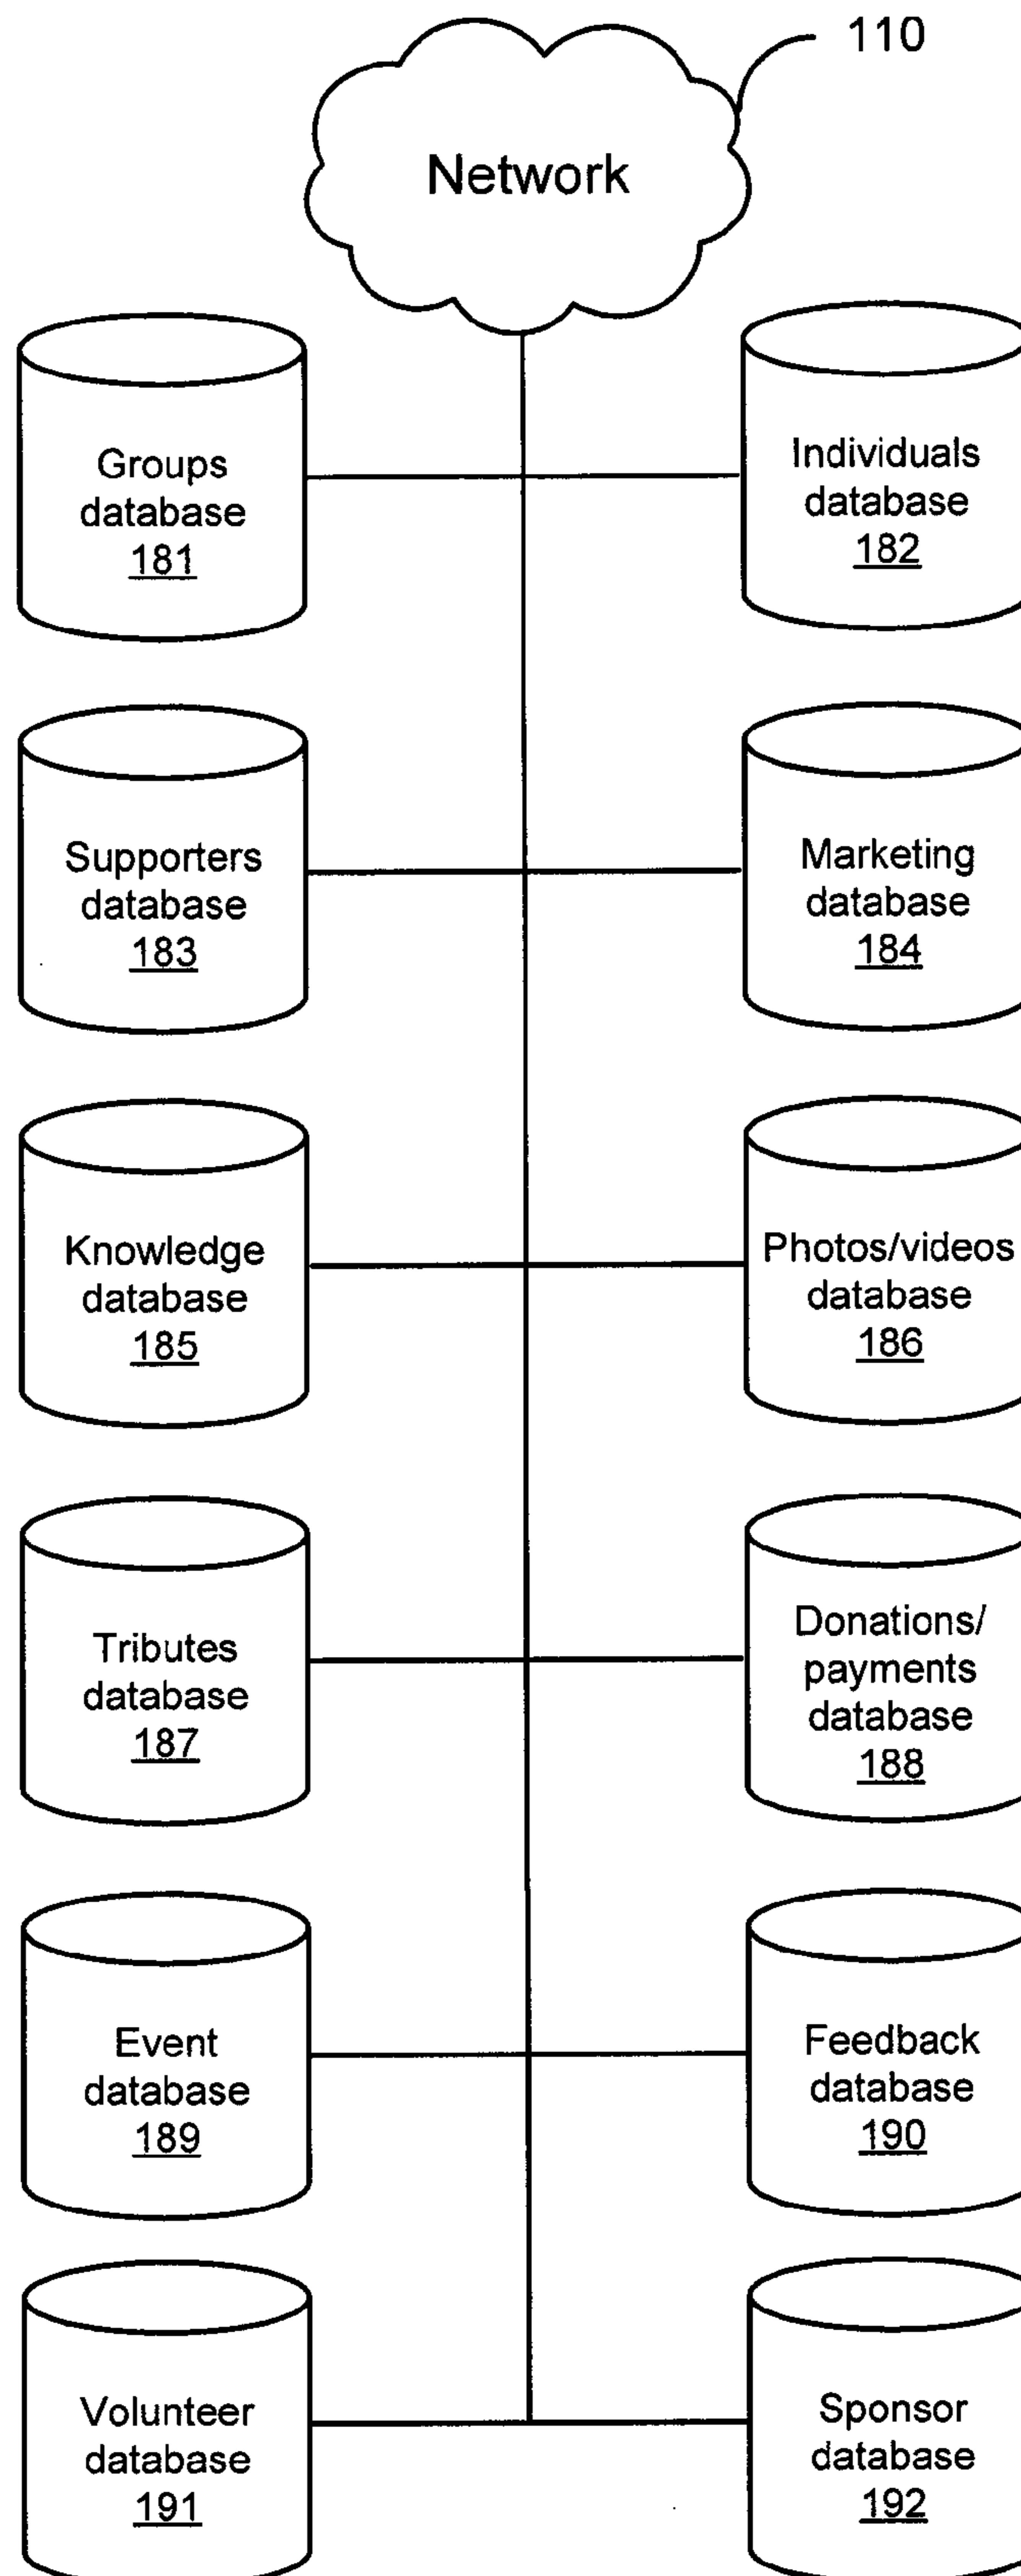 110
Network
Groups
database
181
Individuals
database
182
Supporters
database
183
Marketing
database
184
Knowledge
database
185
Photos/videos
database
186
Tributes
database
187
Donations/
payments
database
188
Event
database
189
Feedback
database
190
Volunteer
database
191
Sponsor
database
192